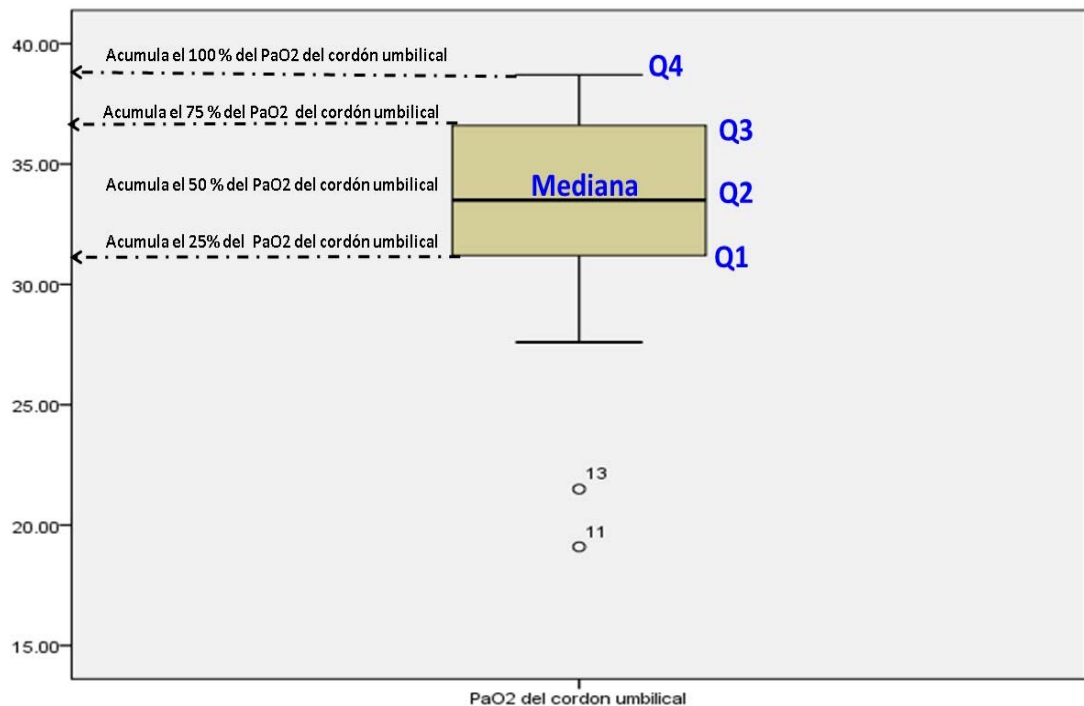 40.00
Acumula el 100 % del PaO2 del cordón umbilical
Q4
Acumula el 75 % del PaO2 del cordón umbilical
Q3
35.00
Acumula el 50 % del PaO2 del cordón umbilical
Mediana
Q2
Acumula el 25% del PaO2 del cordón umbilical
Q1
30.00
25.00
13
20.00
11
15.00
PaO2 del cordon umbilical